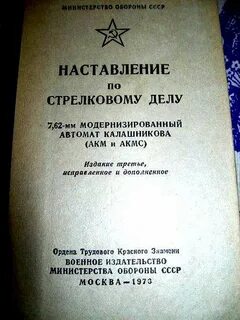 МИНИСТЕРСТВО ОБОРОНЫ СССР
НАСТАВЛЕНИЕ
ПО
СТРЕЛКОВОМУ ДЕЛУ
7,62-мм МОДЕРНИЗИРОВАННЫЙ
АВТОМАТ КАЛАШНИКОВА
(АКМ и АКМС)
Издание третье,
исправленное и дополненное
Ордена Трудового Красного Знамени
ВОЕННОЕ ИЗДАТЕЛЬСТВО
МИНИСТЕРСТВА ОБОРОНЫ СССР
МОСКВА—1973